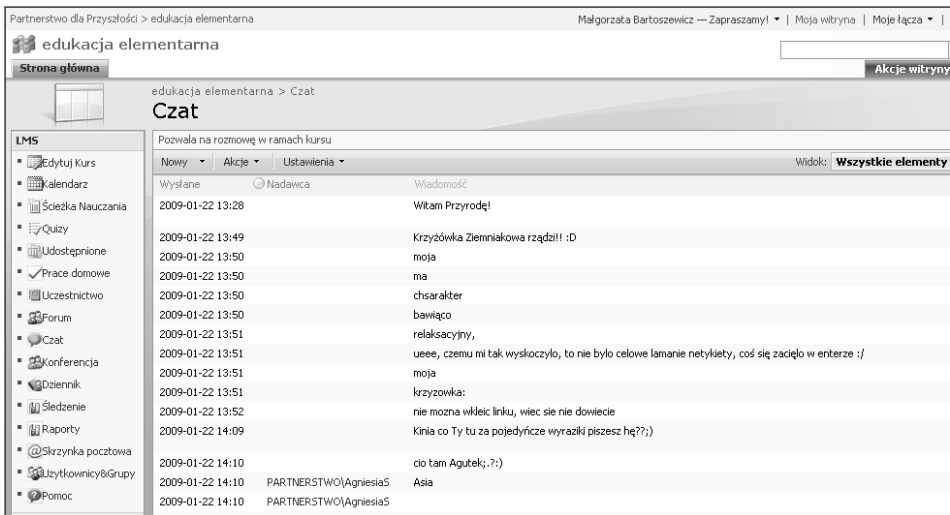 Partnerstwo dla Przyszłości > edukacja elementarna
Małgorzata Bartoszewicz — Zapraszamy! | Moja witryna | Moje łącza |
edukacja elementarna
Strona główna
Akcje witryny
edukacja elementarna > Czat
Czat
LMS
Edytuj Kurs
Kalendarz
Ścieżka Nauczania
Quizy
Udostępnione
Prace domowe
Uczestnictwo
Forum
Czat
Konferencja
Dziennik
Śledzenie
Raporty
Skrzynka pocztowa
Uzytkownicy&Grupy
Pomoc
Pozwala na rozmowę w ramach kursu
Nowy Akcje Ustawienia Widok: Wszystkie elementy
Wysłane Nadawca Wiadomość
2009-01-22 13:28 Witam Przyrodę!
2009-01-22 13:49 Krzyżówka Ziemniakowa rządzi!! :D
2009-01-22 13:50 moja
2009-01-22 13:50 ma
2009-01-22 13:50 chsarakter
2009-01-22 13:50 bawiąco
2009-01-22 13:51 relaksacyjny,
2009-01-22 13:51 ueee, czemu mi tak wyskoczylo, to nie bylo celowe lamanie netykiety, coś się zacięlo w enterze :/
2009-01-22 13:51 moja
2009-01-22 13:51 krzyzowka:
2009-01-22 13:52 nie mozna wkleic linku, wiec sie nie dowiecie
2009-01-22 14:09 Kinia co Ty tu za pojedyńcze wyraziki piszesz hę??;)
2009-01-22 14:10 cio tam Agutek;.?:)
2009-01-22 14:10 PARTNERSTWO\AgniesiaS Asia
2009-01-22 14:10 PARTNERSTWO\AgniesiaS